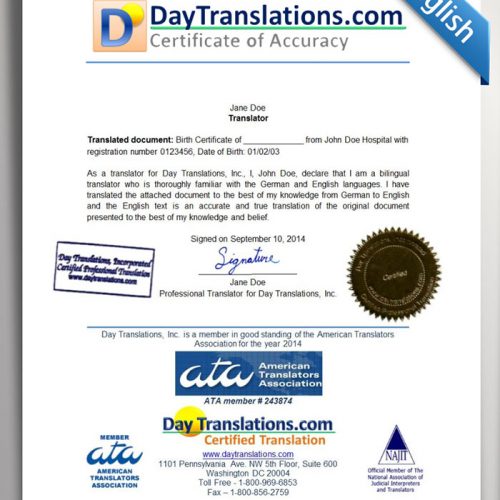 English
DayTranslations.com
Certificate of Accuracy
Jane Doe
Translator
Translated document: Birth Certificate of _______________ from John Doe Hospital with
registration number 0123456, Date of Birth: 01/02/03
As a translator for Day Translations, Inc., I, John Doe, declare that I am a bilingual
translator who is thoroughly familiar with the German and English languages. I have
translated the attached document to the best of my knowledge from German to English
and the English text is an accurate and true translation of the original document
presented to the best of my knowledge and belief.
Signed on September 10, 2014
Signature
Jane Doe
Professional Translator for Day Translations, Inc.
Day Translations, Incorporated
Certified Professional Translation
www.daytranslations.com
Certified
Day Translations, Inc. is a member in good standing of the American Translators
Association for the year 2014
ata American
Translators
Association
ATA member # 243874
Day Translations.com
Certified Translation
www.daytranslations.com
1101 Pennsylvania Ave. NW 5th Floor, Suite 600
Washington DC 20004
Toll Free - 1-800-969-6853
Fax – 1-800-856-2759
MEMBER
ata
AMERICAN
TRANSLATORS
ASSOCIATION
NAJIT
Official Member of The
National Association of
Judicial Interpreters
and Translators